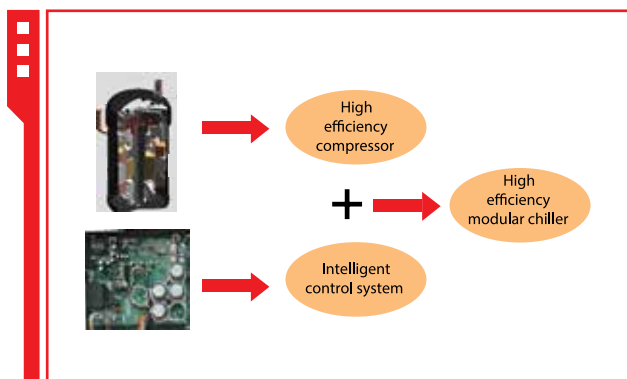 High
efficiency
compressor
+
High
efficiency
modular chiller
Intelligent
control system